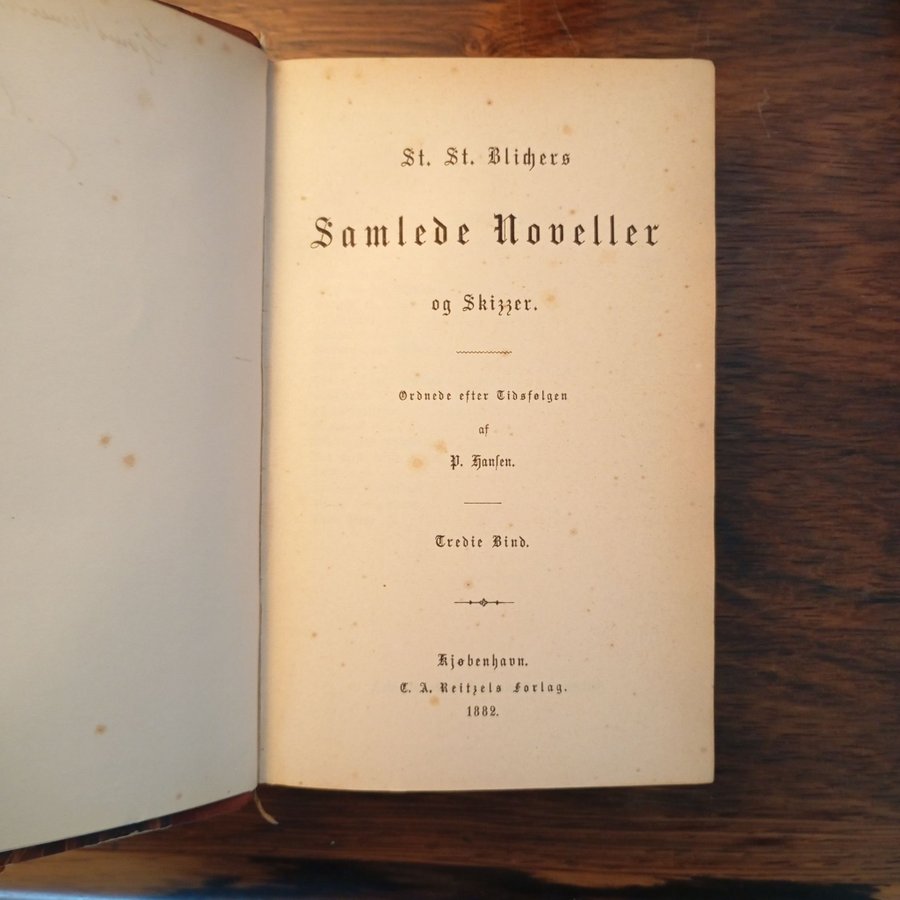 St. St. Blichers
Samlede Noveller
og Skizzer.
Ordnede efter Tidsfølgen
af
P. Hansen.
Tredie Bind.
Kjøbenhavn.
C. A. Reitzels Forlag.
1882.